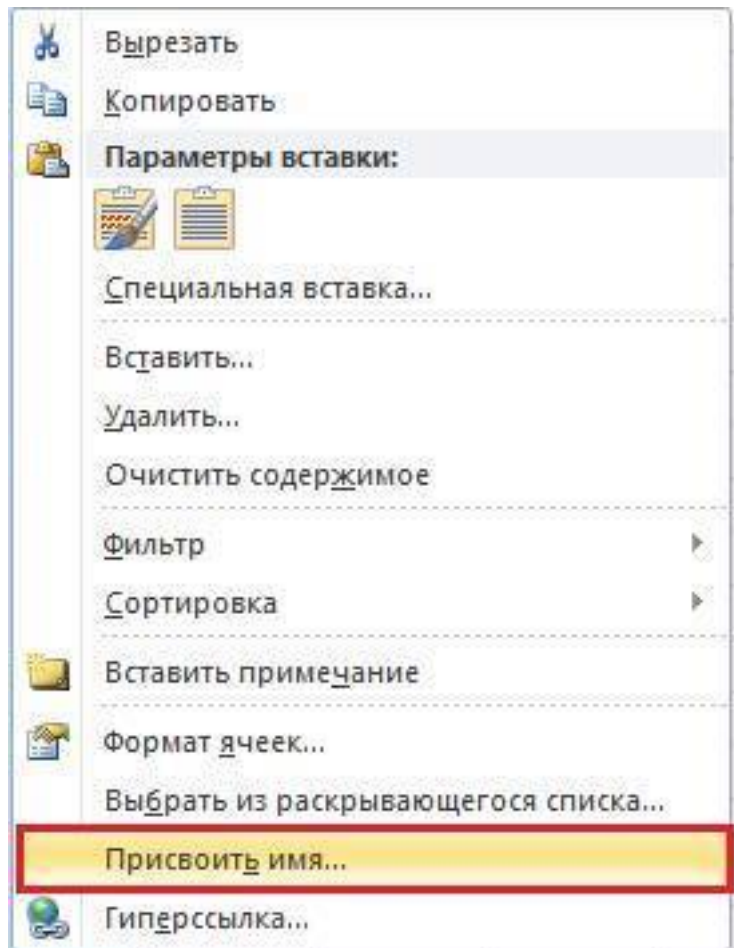 Вырезать
Копировать
Параметры вставки:
Специальная вставка...
Вставить...
Удалить...
Очистить содержимое
Фильтр
Сортировка
Вставить примечание
Формат ячеек...
Выбрать из раскрывающегося списка...
Присвоить имя...
Гиперссылка...